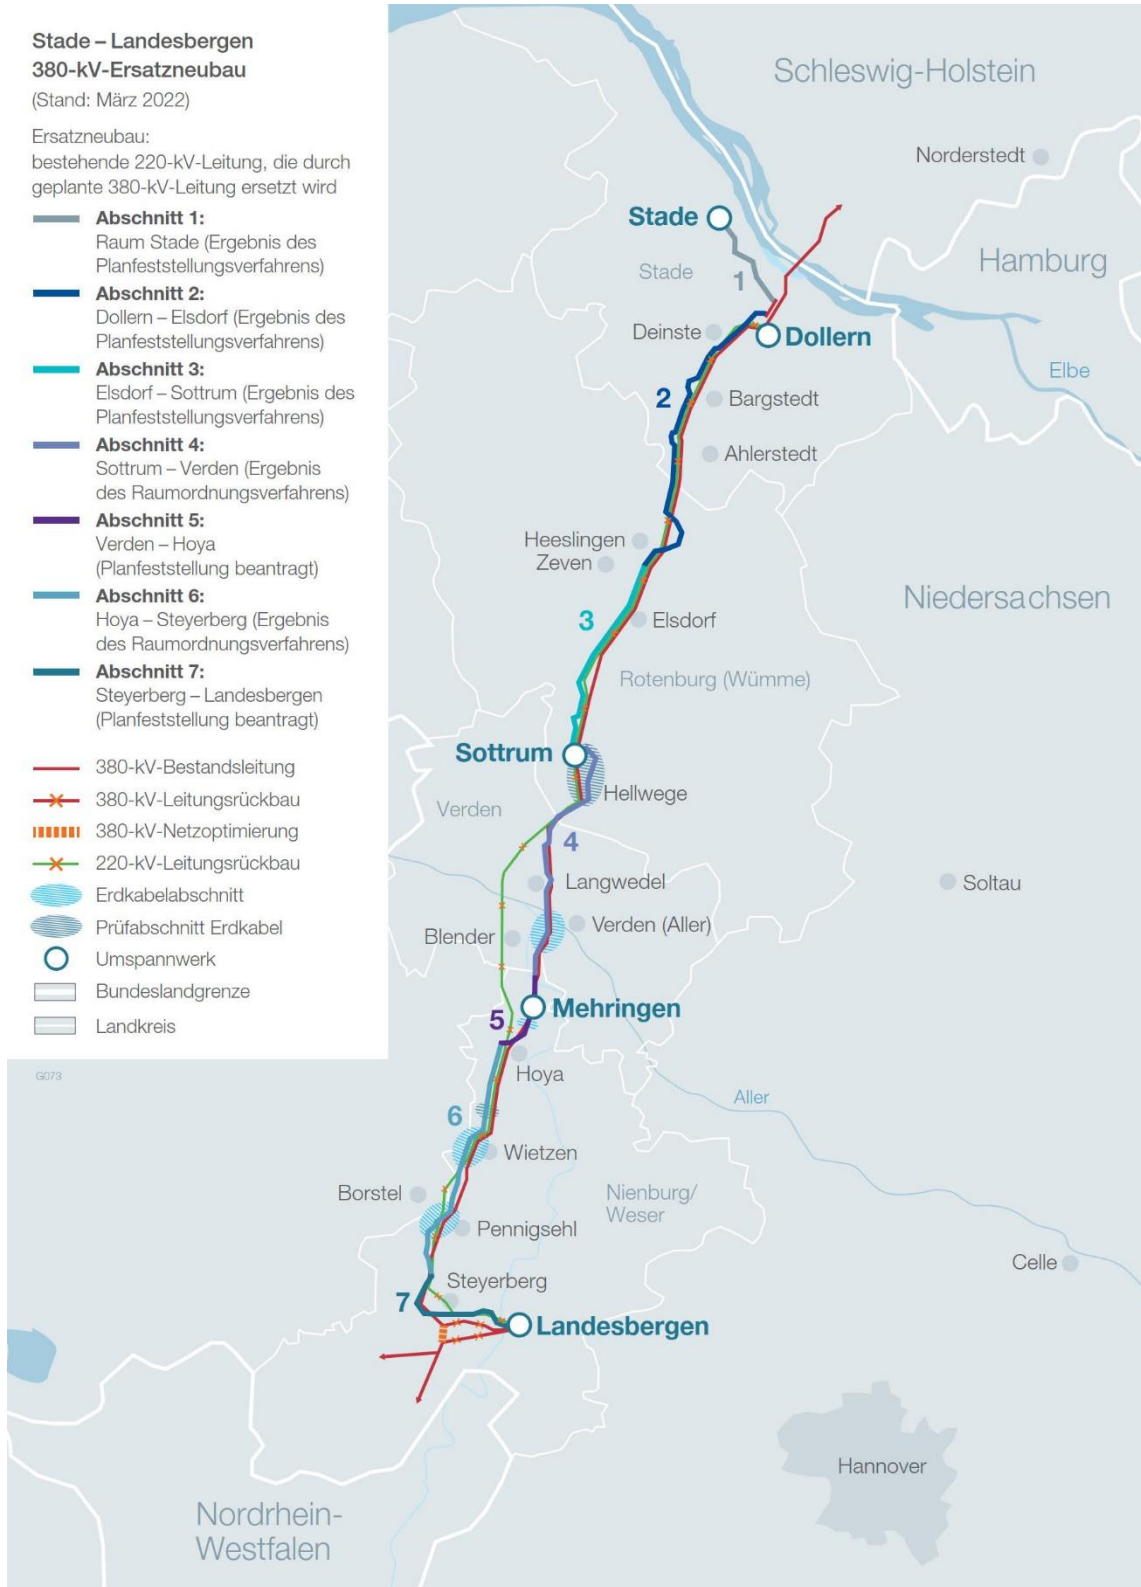 Stade – Landesbergen
380-kV-Ersatzneubau
(Stand: März 2022)
Ersatzneubau:
bestehende 220-kV-Leitung, die durch
geplante 380-kV-Leitung ersetzt wird
Abschnitt 1:
Raum Stade (Ergebnis des
Planfeststellungsverfahrens)
Abschnitt 2:
Dollern – Elsdorf (Ergebnis des
Planfeststellungsverfahrens)
Abschnitt 3:
Elsdorf – Sottrum (Ergebnis des
Planfeststellungsverfahrens)
Abschnitt 4:
Sottrum – Verden (Ergebnis
des Raumordnungsverfahrens)
Abschnitt 5:
Verden – Hoya
(Planfeststellung beantragt)
Abschnitt 6:
Hoya – Steyerberg (Ergebnis
des Raumordnungsverfahrens)
Abschnitt 7:
Steyerberg – Landesbergen
(Planfeststellung beantragt)
380-kV-Bestandsleitung
380-kV-Leitungsrückbau
380-kV-Netzoptimierung
220-kV-Leitungsrückbau
Erdkabelabschnitt
Prüfabschnitt Erdkabel
Umspannwerk
Bundeslandgrenze
Landkreis
G073
Schleswig-Holstein
Norderstedt
Stade
Hamburg
Stade
1
Deinste
Dollern
Elbe
2
Bargstedt
Ahlerstedt
Heeslingen
Zeven
Niedersachsen
3
Elsdorf
Rotenburg (Wümme)
Sottrum
Hellwege
Verden
4
Langwedel
Soltau
Verden (Aller)
Blender
Mehringen
5
Hoya
Aller
6
Wietzen
Borstel
Nienburg/
Weser
Pennigsehl
Celle
Steyerberg
7
Landesbergen
Hannover
Nordrhein-
Westfalen